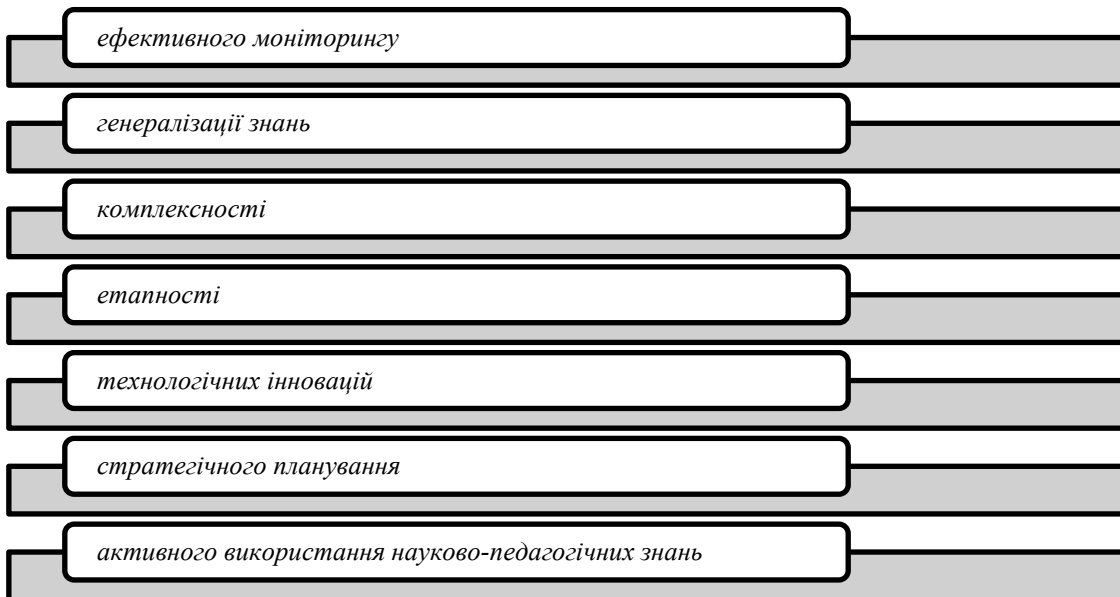 ефективного моніторингу
генералізації знань
комплексності
етапності
технологічних інновацій
стратегічного планування
активного використання науково-педагогічних знань